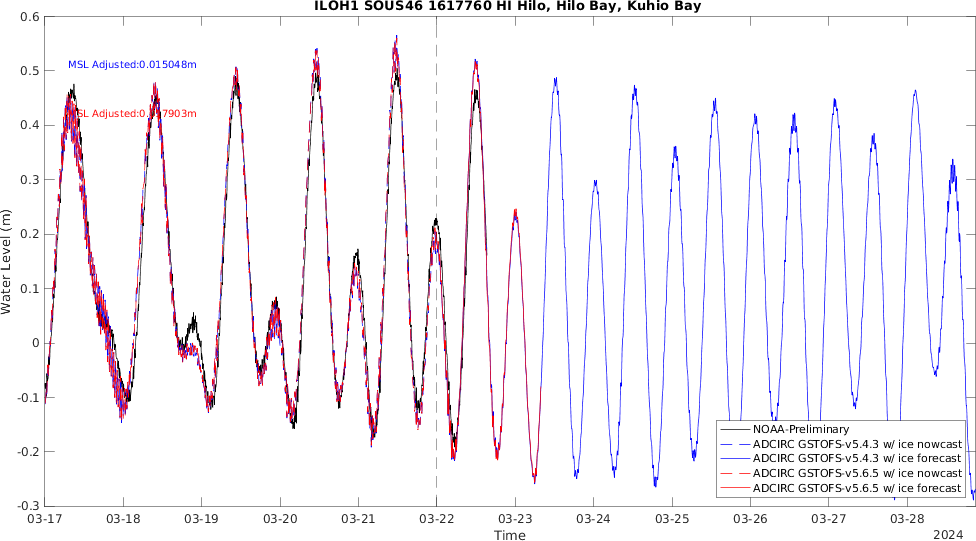 ILOH1 SOUS46 1617760 HI Hilo, Hilo Bay, Kuhio Bay
0.6
0.5
0.4
0.3
0.2
0.1
0
-0.1
-0.2
-0.3
Water Level (m)
MSL Adjusted:0.015048m
MSL Adjusted:0.017903m
NOAA-Preliminary
ADCIRC GSTOFS-v5.4.3 w/ ice nowcast
ADCIRC GSTOFS-v5.4.3 w/ ice forecast
ADCIRC GSTOFS-v5.6.5 w/ ice nowcast
ADCIRC GSTOFS-v5.6.5 w/ ice forecast
03-17 03-18 03-19 03-20 03-21 03-22 03-23 03-24 03-25 03-26 03-27 03-28
Time
2024